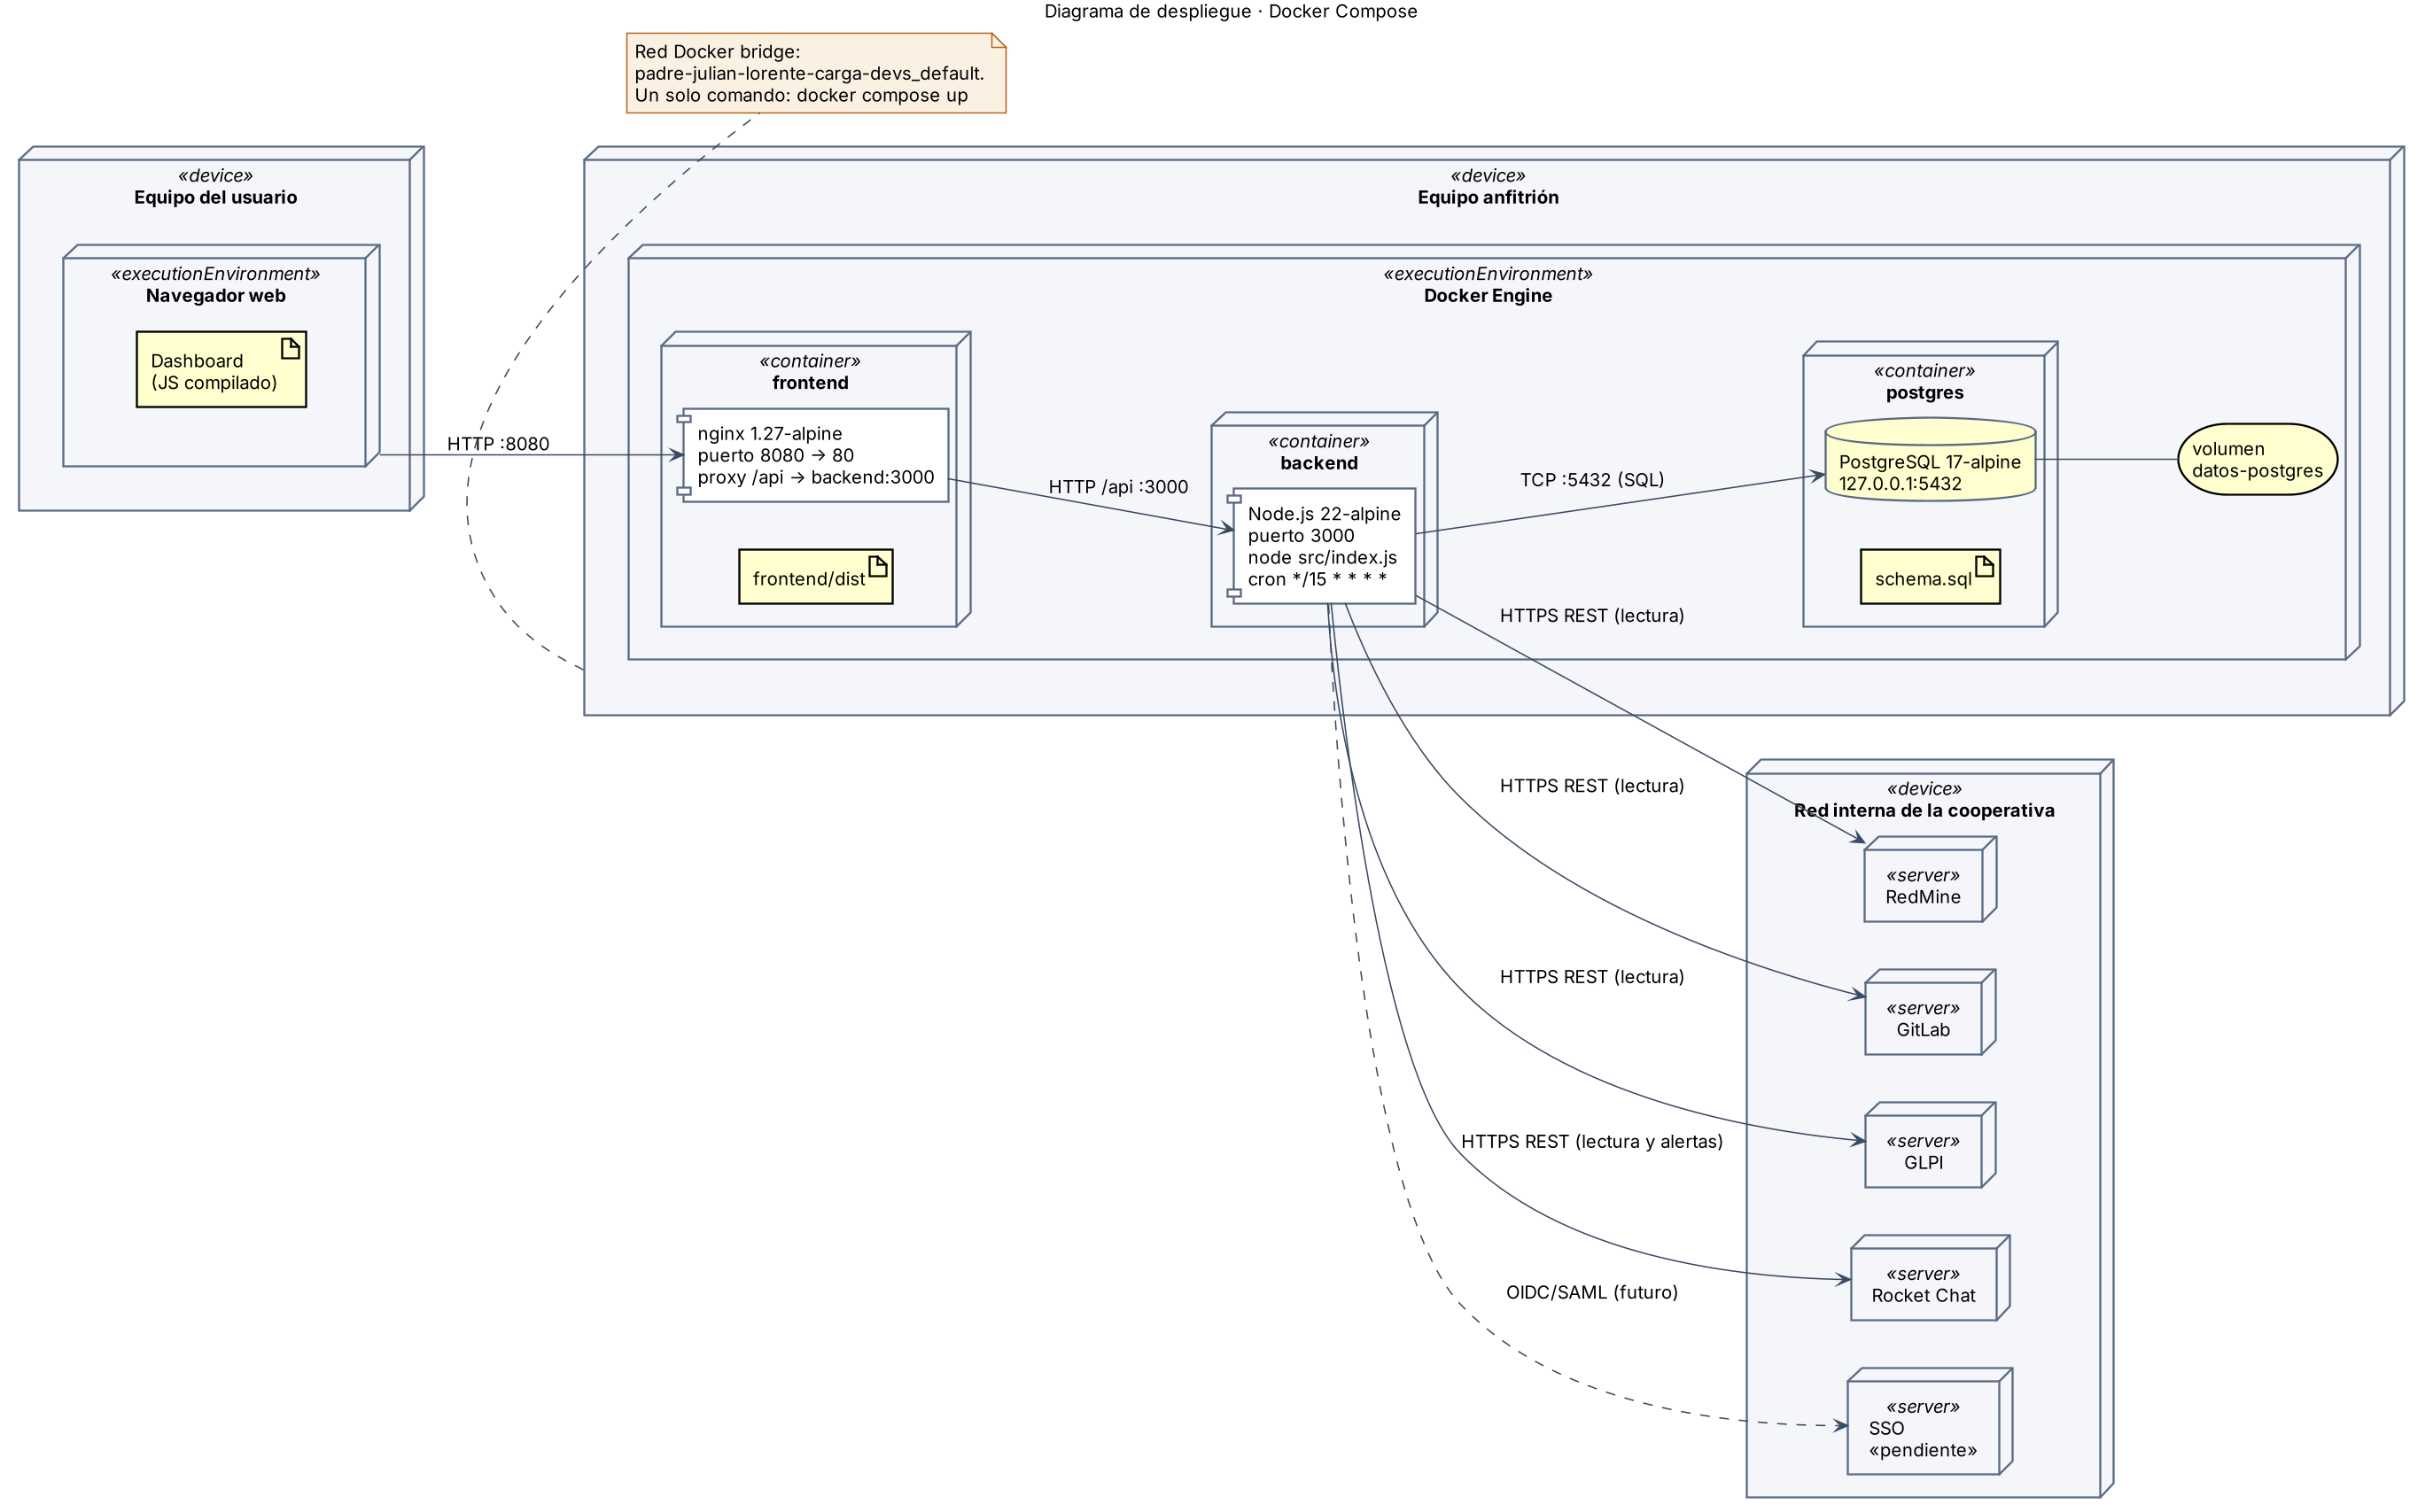 Diagrama de despliegue · Docker Compose
Red Docker bridge:
padre-julian-lorente-carga-devs_default.
Un solo comando: docker compose up
«device»
Equipo del usuario
«executionEnvironment»
Navegador web
Dashboard
(JS compilado)
HTTP :8080
«device»
Equipo anfitrión
«executionEnvironment»
Docker Engine
«container»
frontend
nginx 1.27-alpine
puerto 8080 → 80
proxy /api → backend:3000
frontend/dist
HTTP /api :3000
«container»
backend
Node.js 22-alpine
puerto 3000
node src/index.js
cron */15 * * * *
TCP :5432 (SQL)
«container»
postgres
PostgreSQL 17-alpine
127.0.0.1:5432
schema.sql
volumen
datos-postgres
HTTPS REST (lectura)
HTTPS REST (lectura)
HTTPS REST (lectura)
HTTPS REST (lectura y alertas)
OIDC/SAML (futuro)
«device»
Red interna de la cooperativa
«server»
RedMine
«server»
GitLab
«server»
GLPI
«server»
Rocket Chat
«server»
SSO
«pendiente»